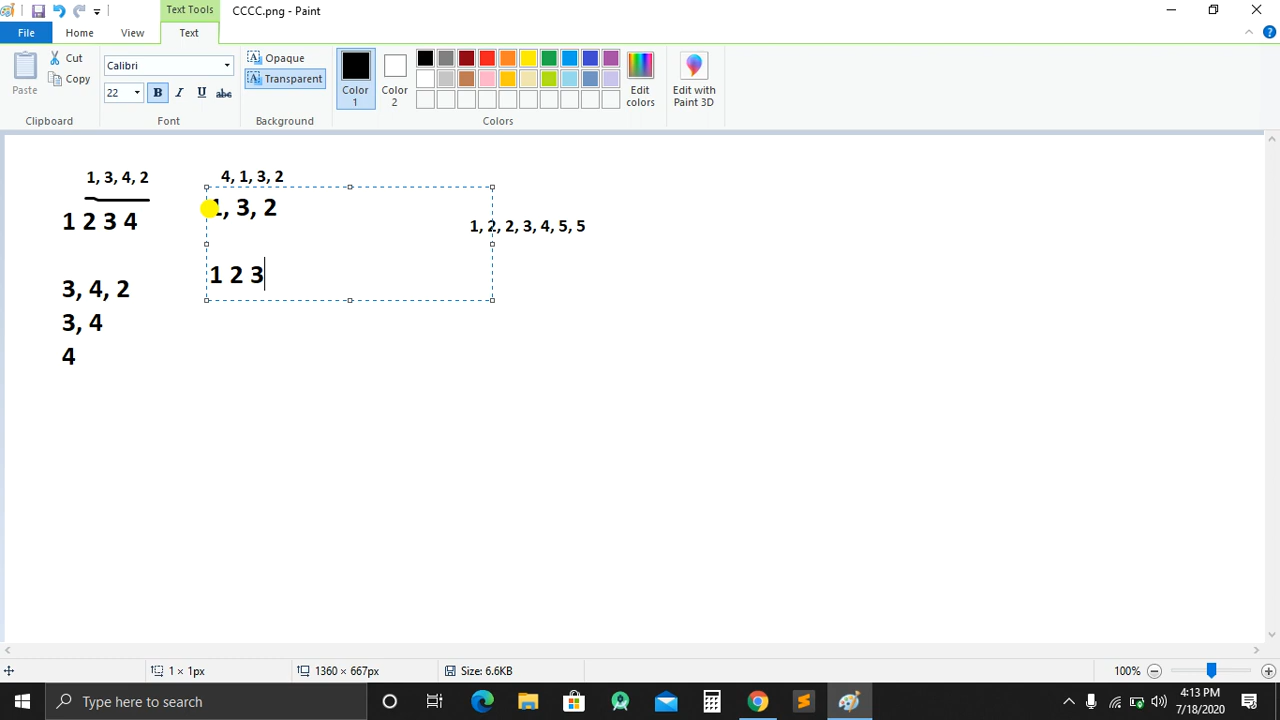 Text Tools
CCCC.png - Paint
File
Home
View
Text
Paste
Cut
Copy
Clipboard
Calibri
22
B
I
U
abc
Font
Opaque
Transparent
Background
Color 1
Color 2
Edit colors
Colors
Edit with Paint 3D
1, 3, 4, 2
1 2 3 4
3, 4, 2
3, 4
4
4, 1, 3, 2
1, 3, 2
1 2 3
1, 2, 2, 3, 4, 5, 5
1 × 1px
1360 × 667px
Size: 6.6KB
100%
Type here to search
4:13 PM
7/18/2020